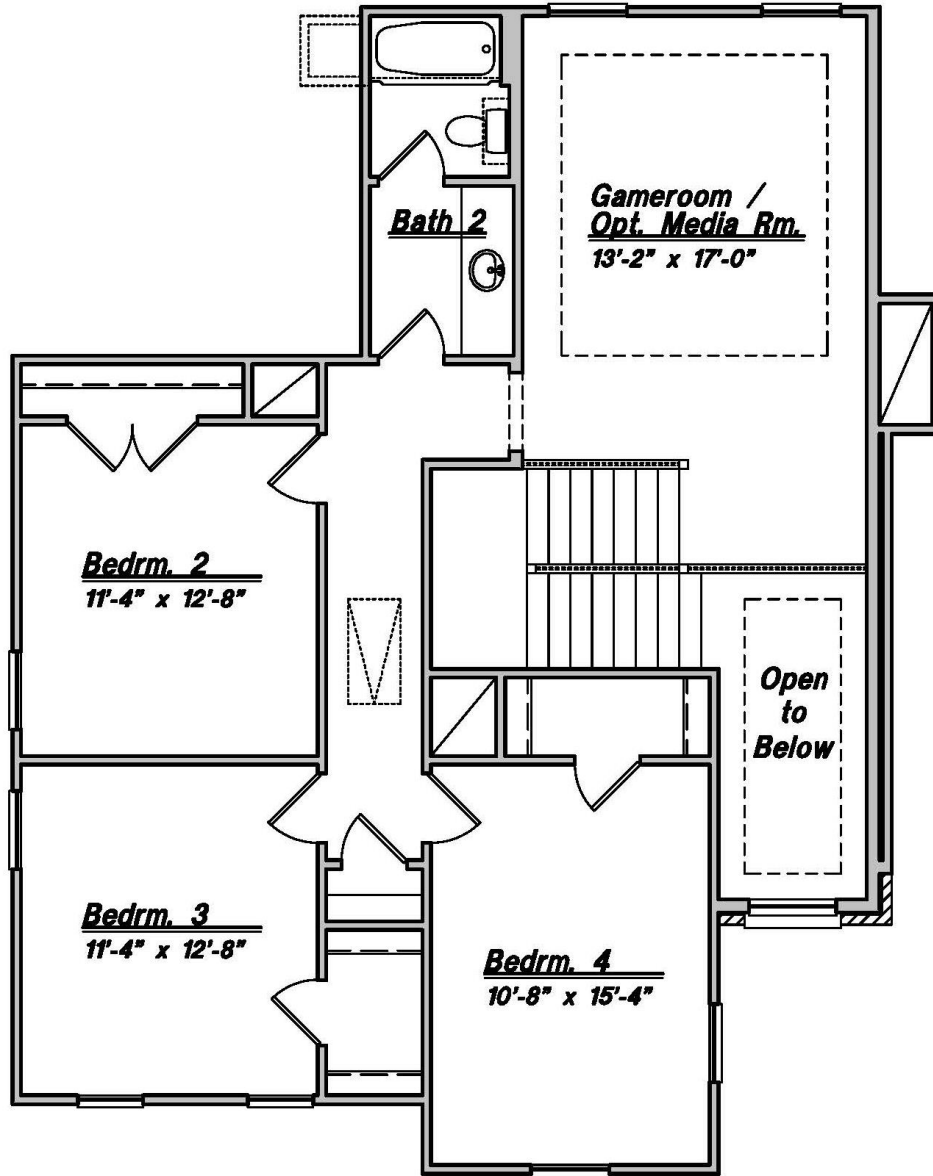 Bath 2
Gameroom /
Opt. Media Rm.
13'-2" x 17'-0"
Bedrm. 2
11'-4" x 12'-8"
Open
to
Below
Bedrm. 3
11'-4" x 12'-8"
Bedrm. 4
10'-8" x 15'-4"